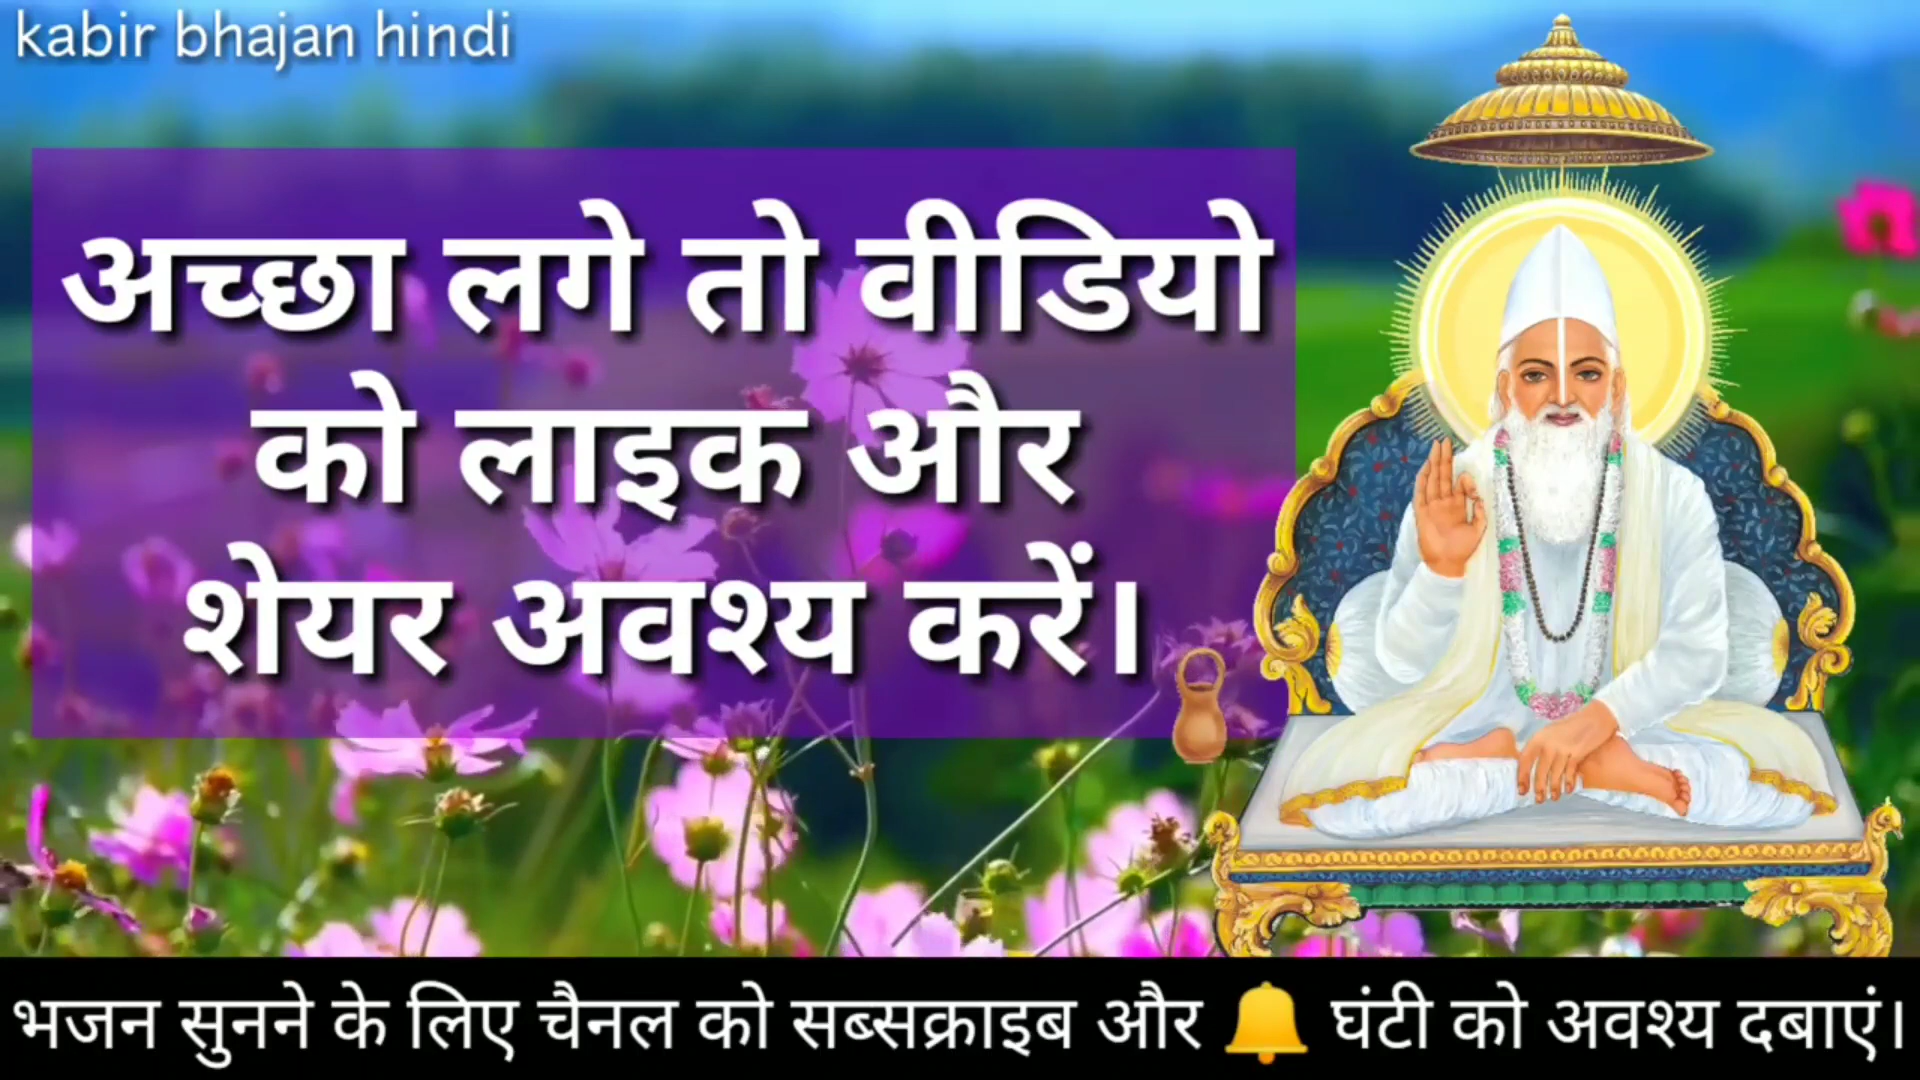 kabir bhajan hindi
अच्छा लगे तो वीडियो
को लाइक और
शेयर अवश्य करें।
भजन सुनने के लिए चैनल को सब्सक्राइब और 🔔 घंटी को अवश्य दबाएं।